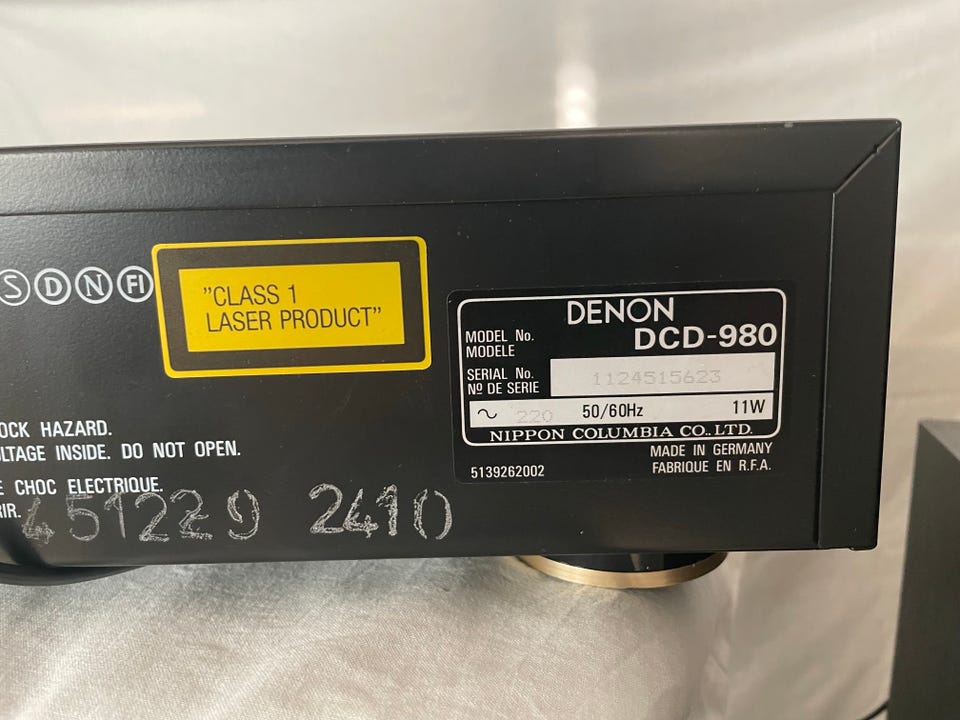 S D N FI
"CLASS 1
LASER PRODUCT"
DENON
MODEL No.
MODELE
DCD-980
SERIAL No.
Nº DE SERIE
1124515623
~ 220 50/60Hz 11W
NIPPON COLUMBIA CO.,LTD.
MADE IN GERMANY
FABRIQUE EN R.F.A.
5139262002
OCK HAZARD.
LTAGE INSIDE. DO NOT OPEN.
E CHOC ELECTRIQUE.
RIR.
451229 2410